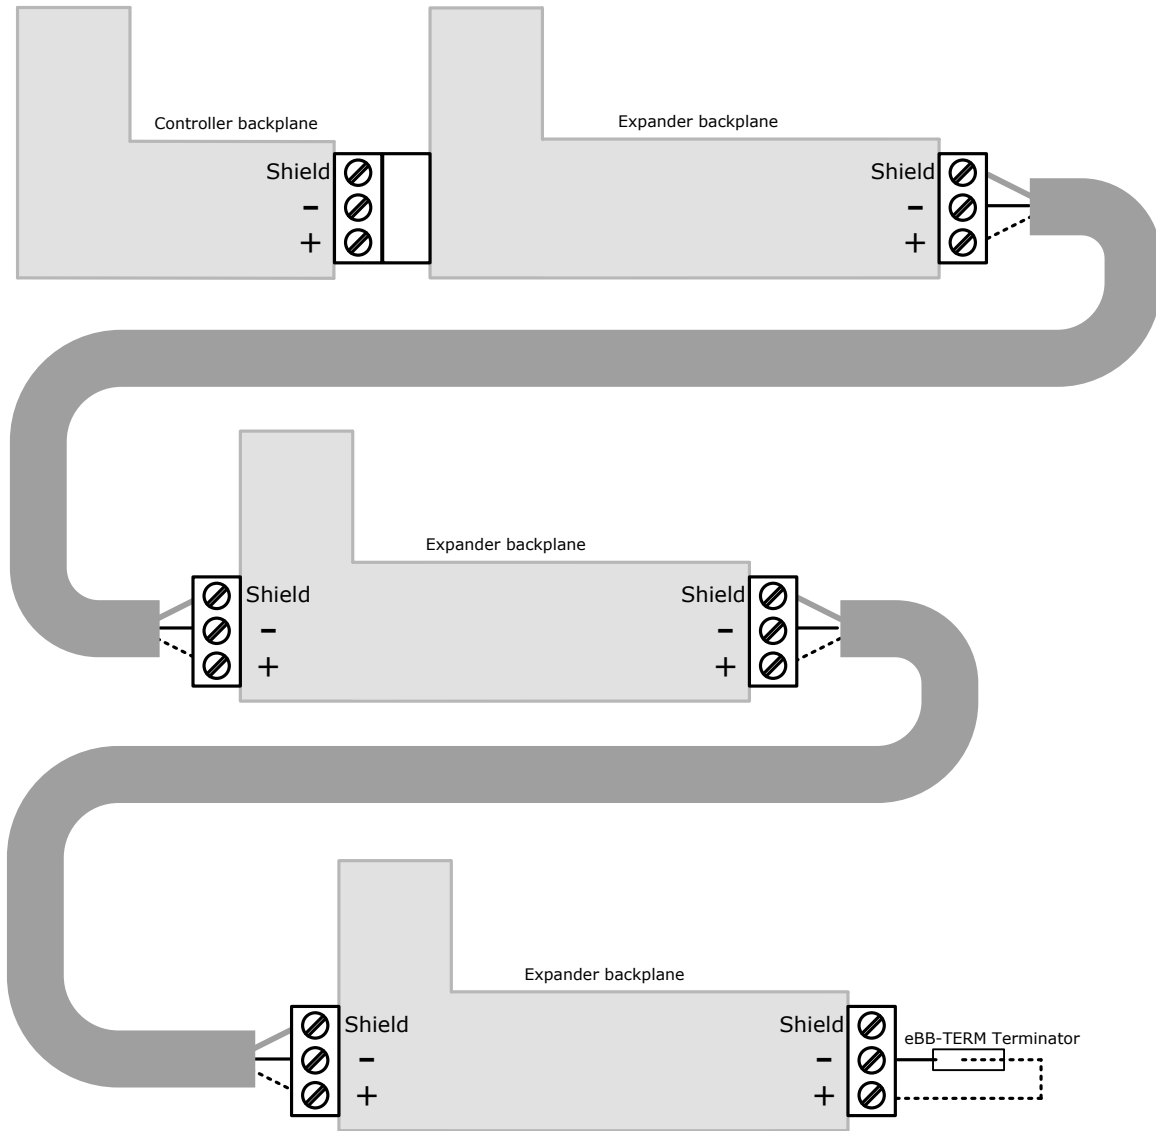 Controller backplane
Expander backplane
Shield
-
+
Shield
-
+
Expander backplane
Shield
-
+
Shield
-
+
Expander backplane
Shield
-
+
Shield
-
+
eBB-TERM Terminator